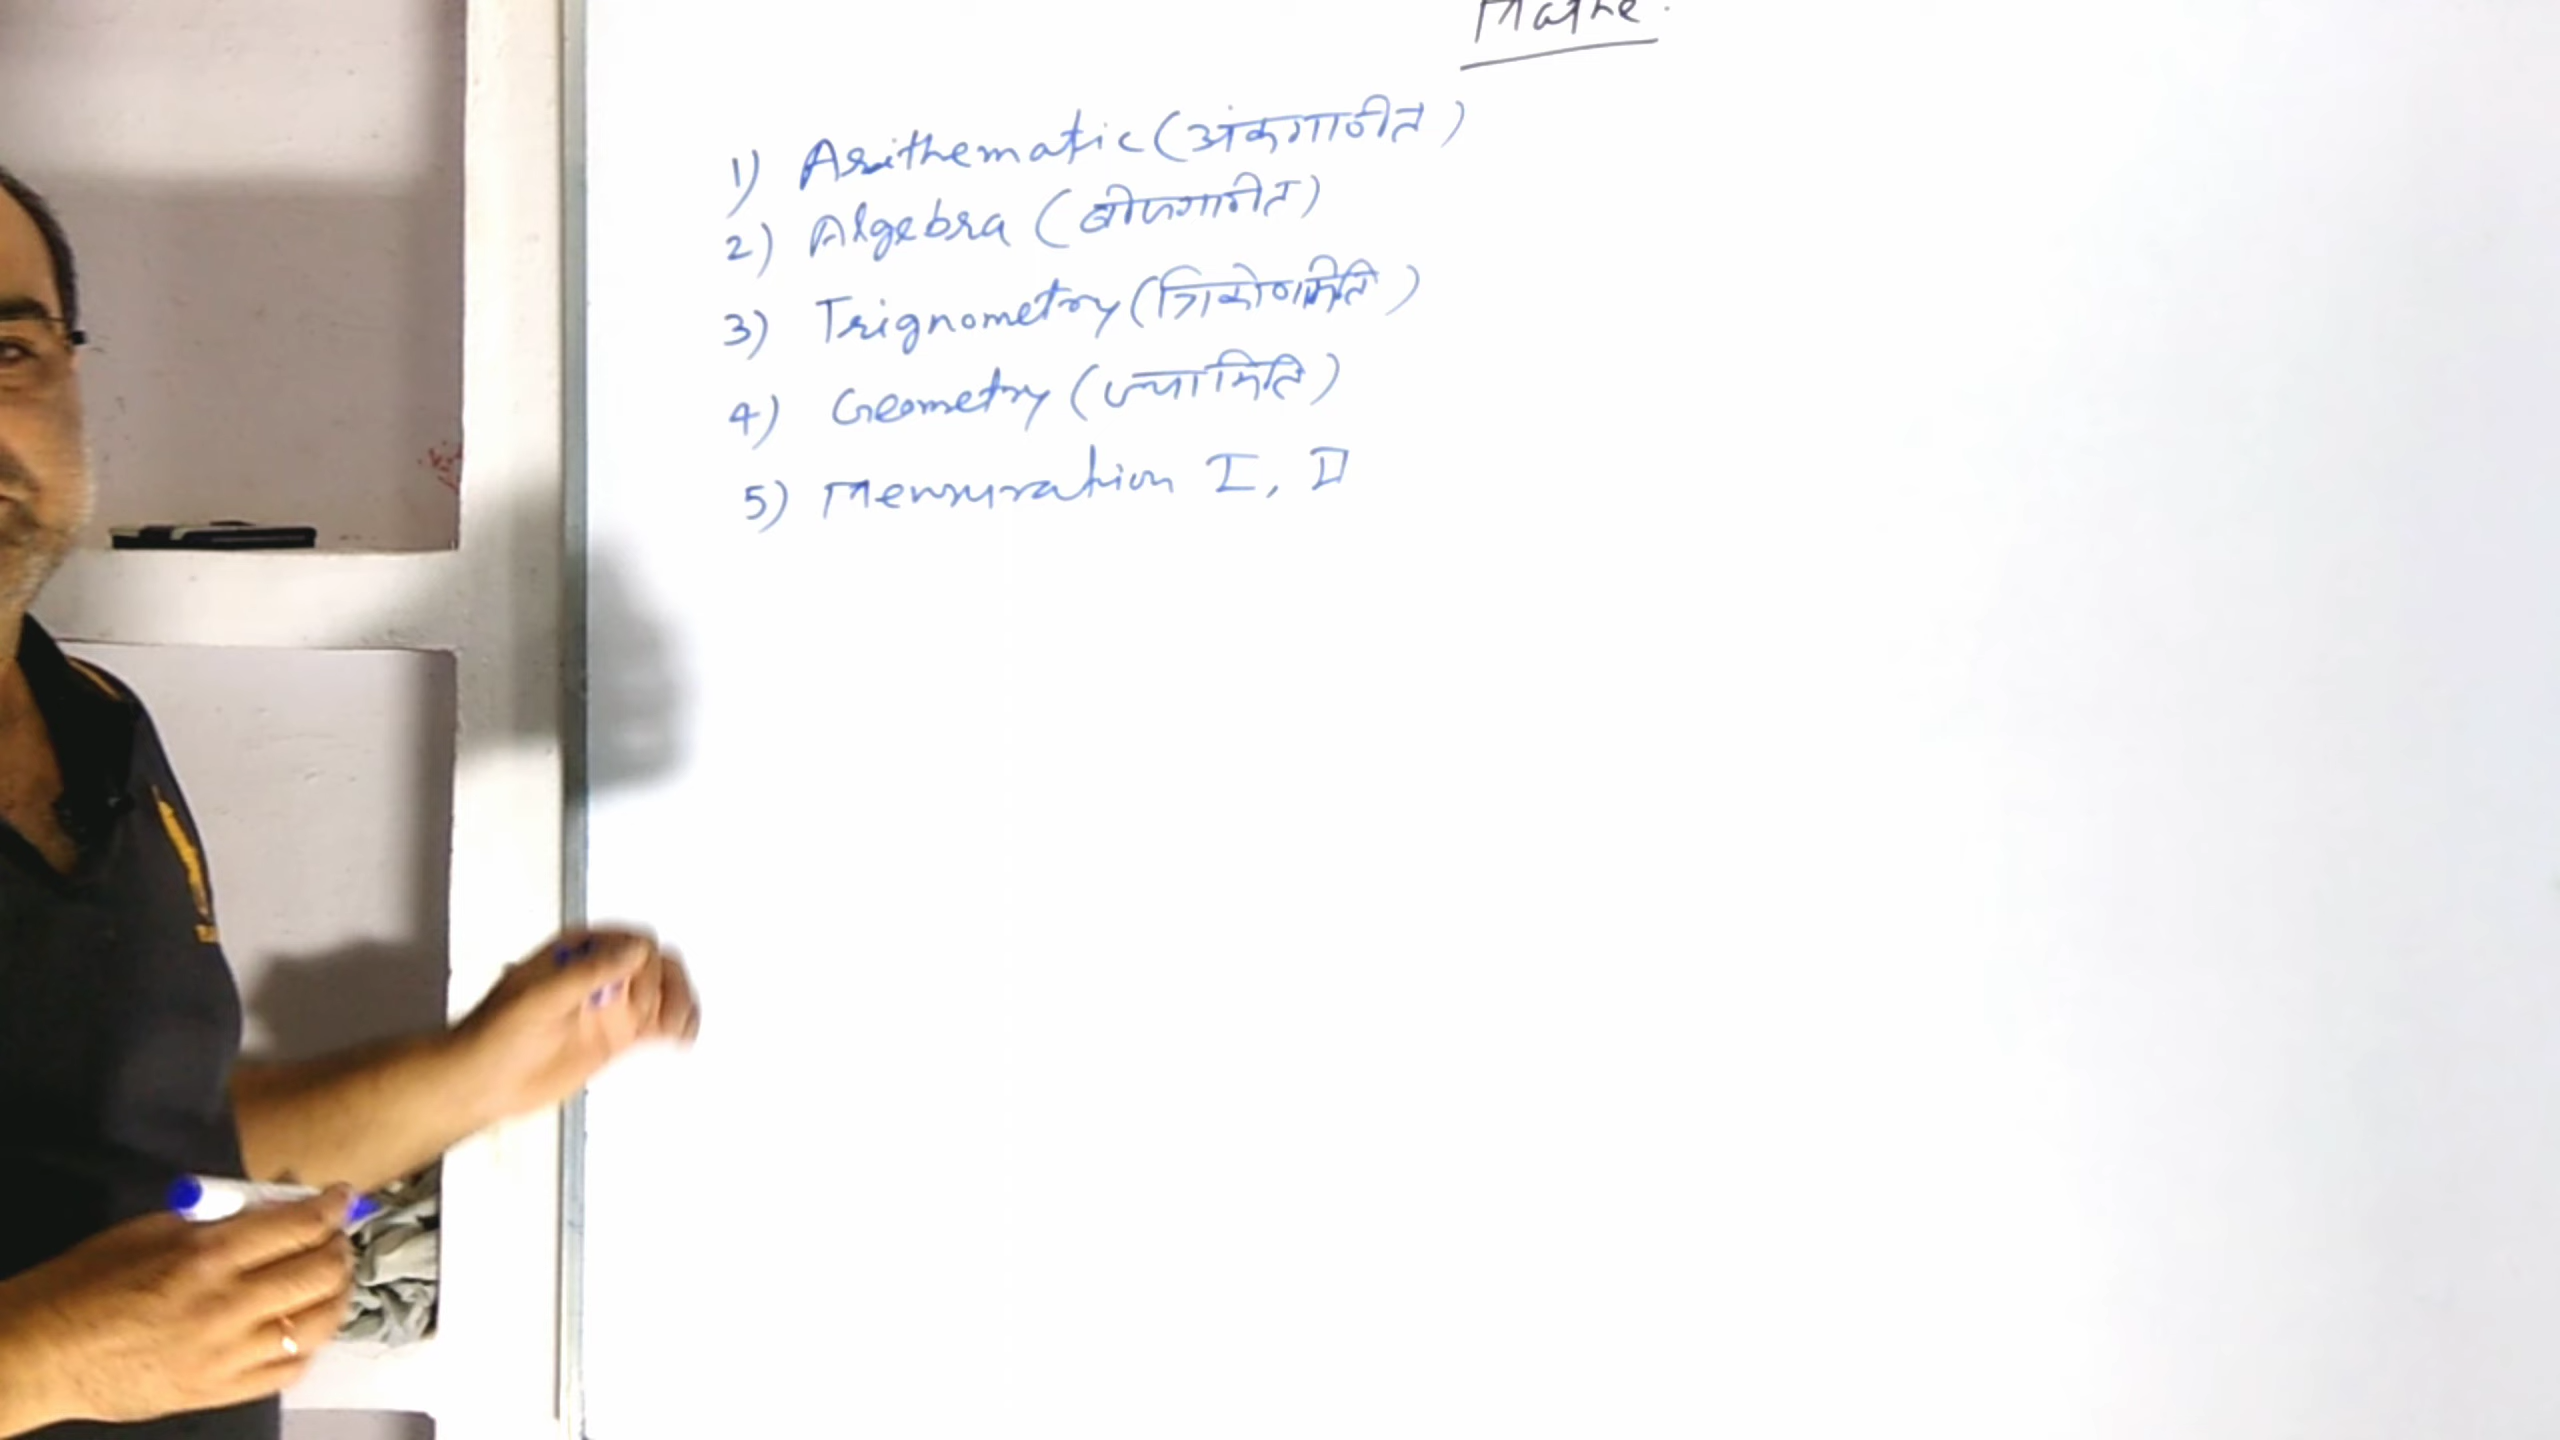 Maths.
1) Arithematic (अंकगणित)
2) Algebra (बीजगणित)
3) Trignometry (त्रिकोणमिति)
4) Geometry (ज्यामिति)
5) Mensuration I, II